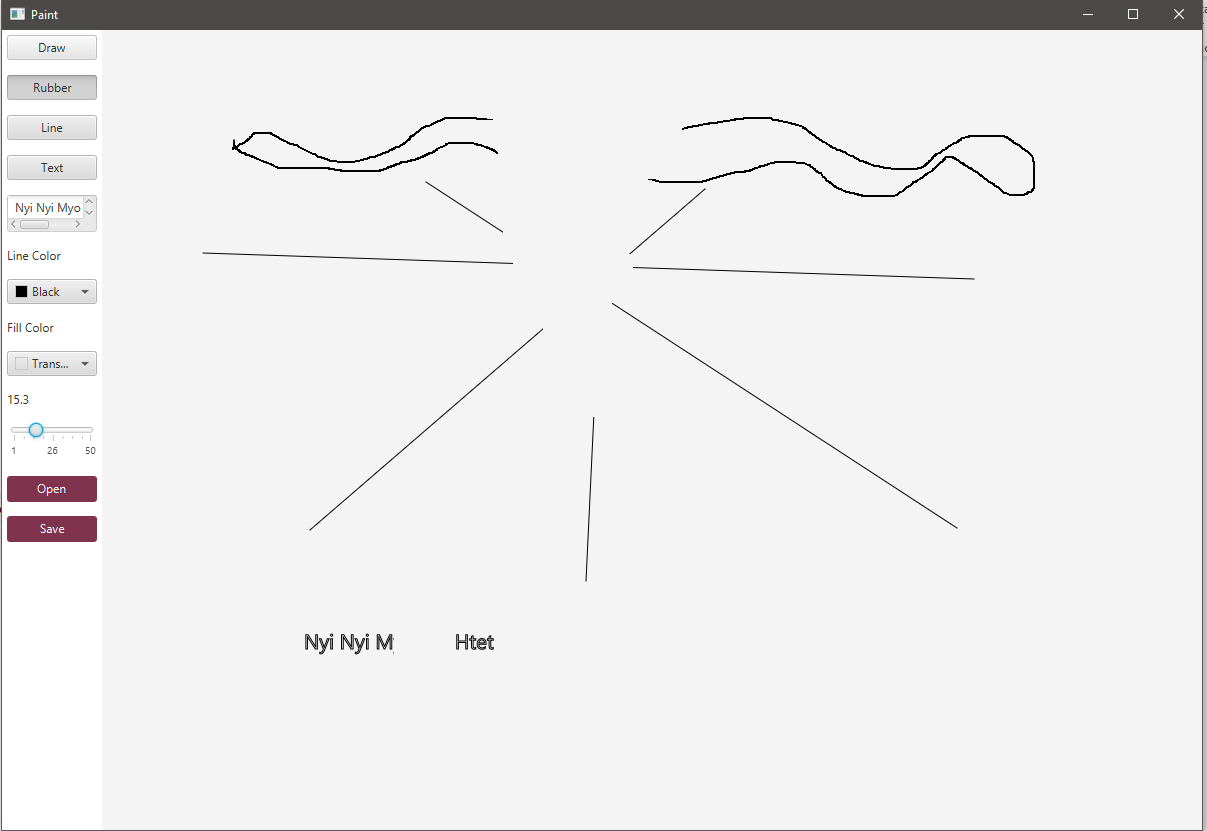 Paint
Draw
Rubber
Line
Text
Nyi Nyi Myo
Line Color
Black
Fill Color
Trans...
15.3
1 26 50
Open
Save
Nyi Nyi M Htet